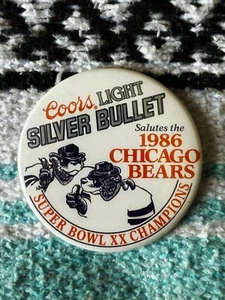 Coors LIGHT
SILVER BULLET
Salutes the
1986
CHICAGO
BEARS
SUPER BOWL XX CHAMPIONS